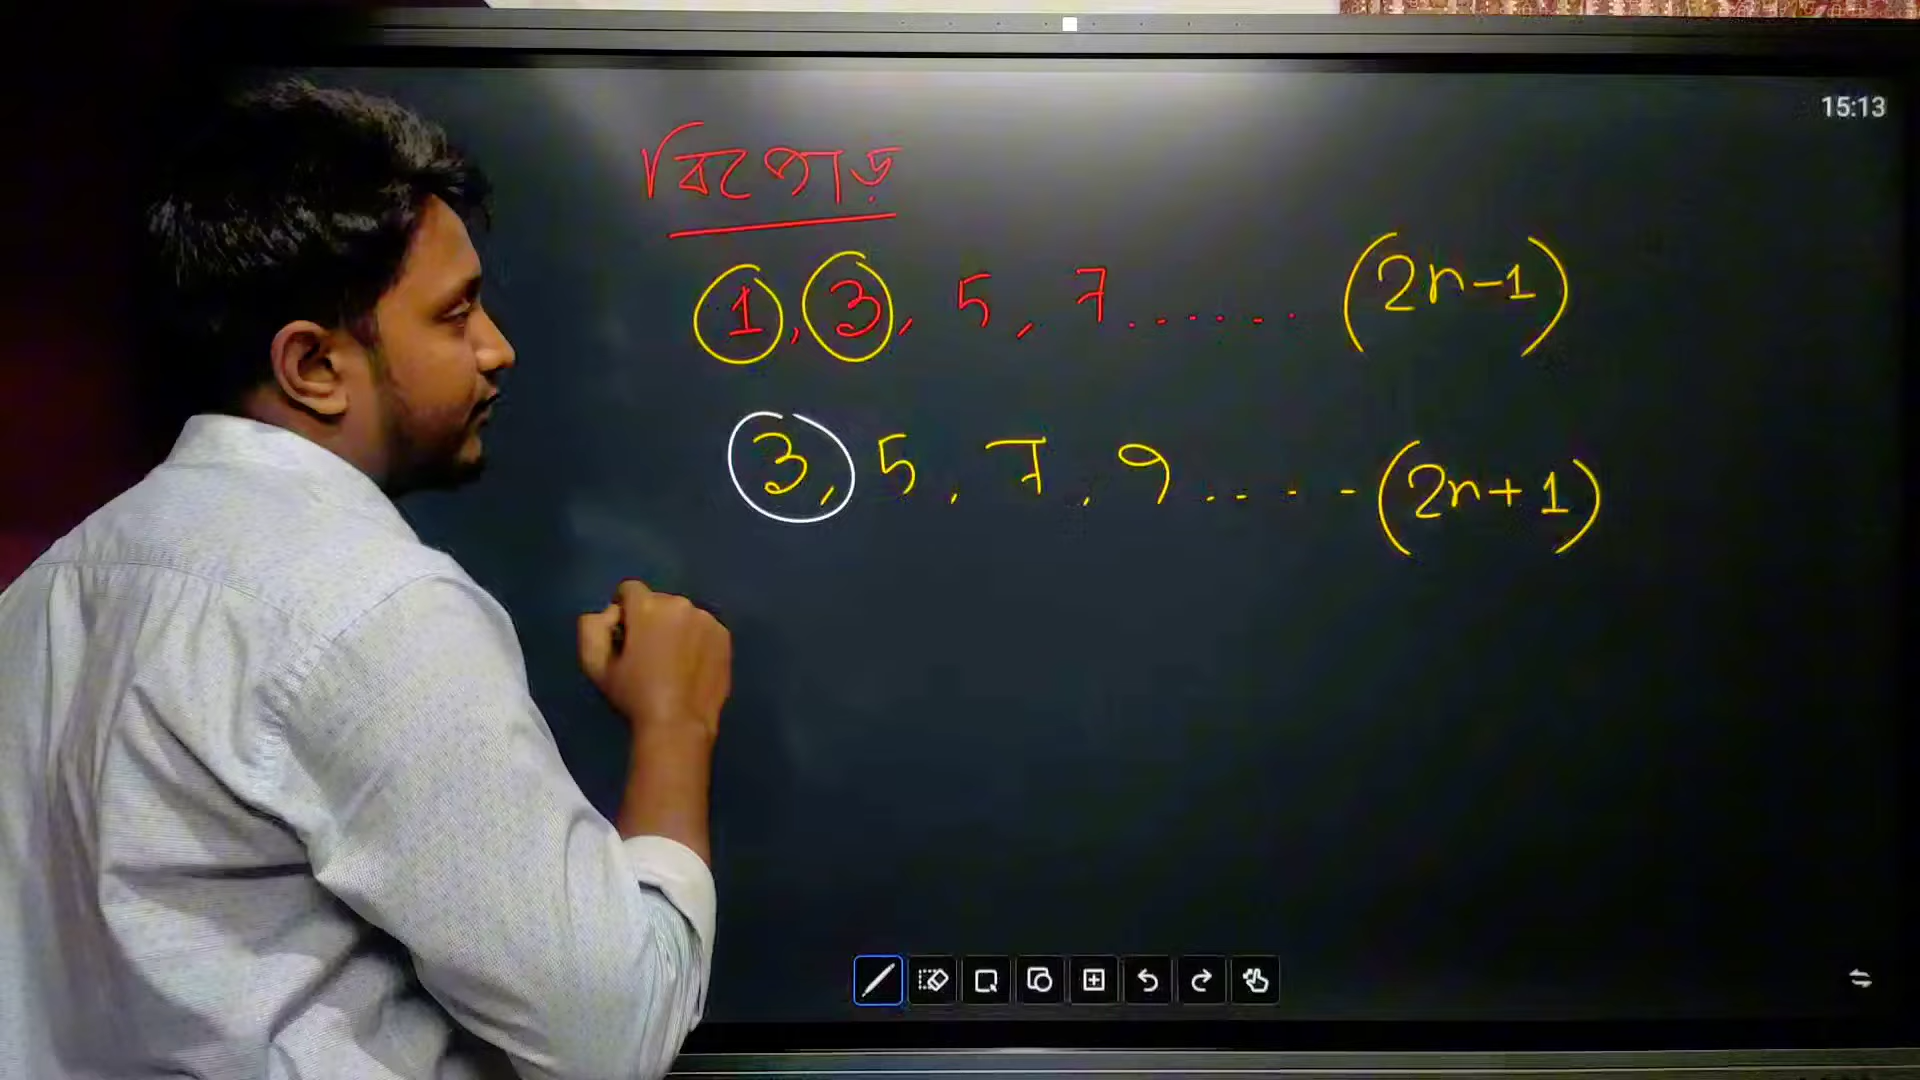 15:13
বিজোড়
1, 3, 5, 7 ...... (2n-1)
3, 5, 7, 9 ..... (2n+1)